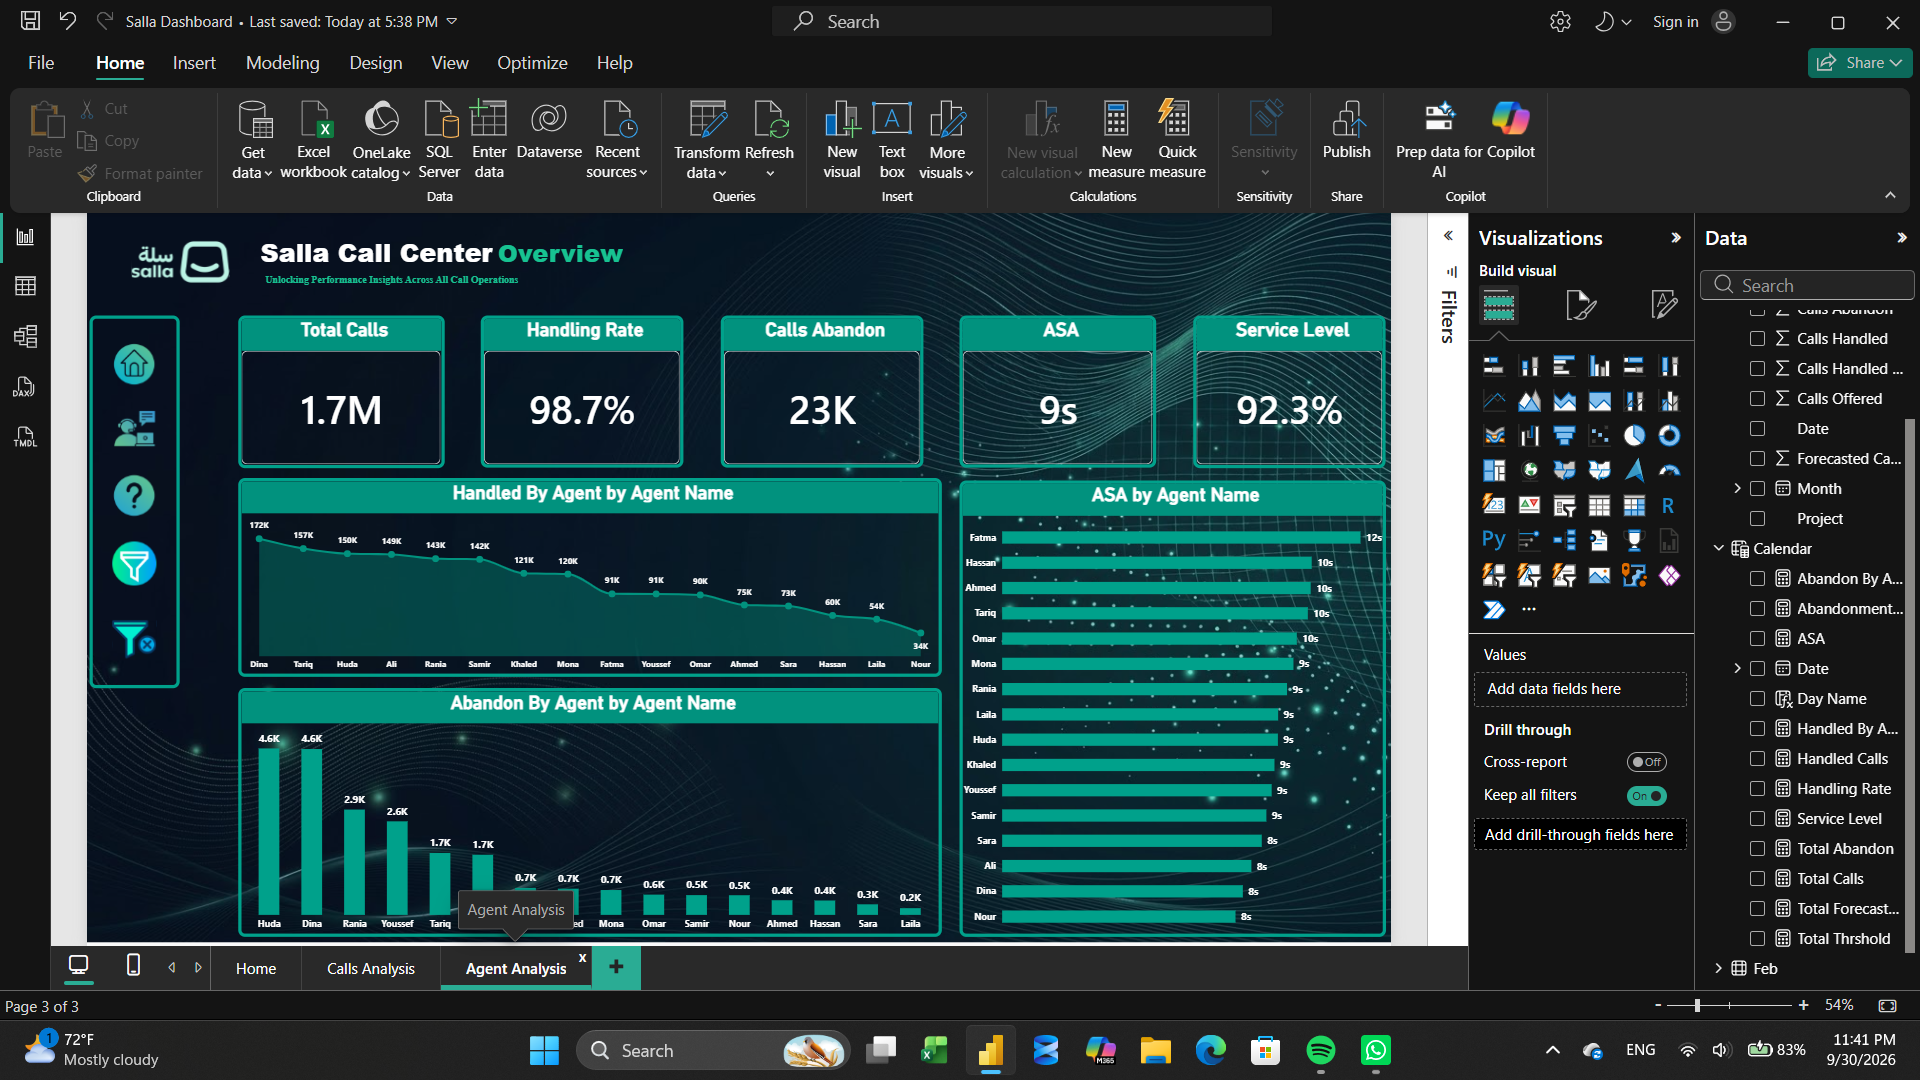 Salla Dashboard • Last saved: Today at 5:38 PM
Search
Sign in
File
Home
Insert
Modeling
Design
View
Optimize
Help
Share
Paste
Cut
Copy
Format painter
Clipboard
Get data
Excel workbook
OneLake catalog
SQL Server
Enter data
Dataverse
Recent sources
Data
Transform data
Refresh
Queries
New visual
Text box
More visuals
Insert
New visual calculation
New measure
Quick measure
Calculations
Sensitivity
Sensitivity
Publish
Share
Prep data for AI
Copilot
Copilot
سلة
salla
Salla Call Center Overview
Unlocking Performance Insights Across All Call Operations
Total Calls
1.7M
Handling Rate
98.7%
Calls Abandon
23K
ASA
9s
Service Level
92.3%
Handled By Agent by Agent Name
172K
157K
150K
149K
143K
142K
121K
120K
91K
91K
90K
75K
73K
60K
54K
34K
Dina
Tariq
Huda
Ali
Rania
Samir
Khaled
Mona
Fatma
Youssef
Omar
Ahmed
Sara
Hassan
Laila
Nour
Abandon By Agent by Agent Name
4.6K
4.6K
2.9K
2.6K
1.7K
1.7K
0.7K
0.7K
0.7K
0.6K
0.5K
0.5K
0.4K
0.4K
0.3K
0.2K
Huda
Dina
Rania
Youssef
Tariq
ed
Mona
Omar
Samir
Nour
Ahmed
Hassan
Sara
Laila
Agent Analysis
ASA by Agent Name
Fatma 12s
Hassan 10s
Ahmed 10s
Tariq 10s
Omar 10s
Mona 9s
Rania 9s
Laila 9s
Huda 9s
Khaled 9s
Youssef 9s
Samir 9s
Sara 8s
Ali 8s
Dina 8s
Nour 8s
Filters
Visualizations
Build visual
Values
Add data fields here
Drill through
Cross-report
Off
Keep all filters
On
Add drill-through fields here
Data
Search
Calls Abandon
Calls Handled
Calls Handled ...
Calls Offered
Date
Forecasted Ca...
Month
Project
Calendar
Abandon By A...
Abandonment...
ASA
Date
Day Name
Handled By A...
Handled Calls
Handling Rate
Service Level
Total Abandon
Total Calls
Total Forecast...
Total Thrshold
Feb
DAX
TMDL
Home
Calls Analysis
Agent Analysis
x
Page 3 of 3
54%
1
72°F
Mostly cloudy
Search
M365
ENG
83%
11:41 PM
9/30/2026